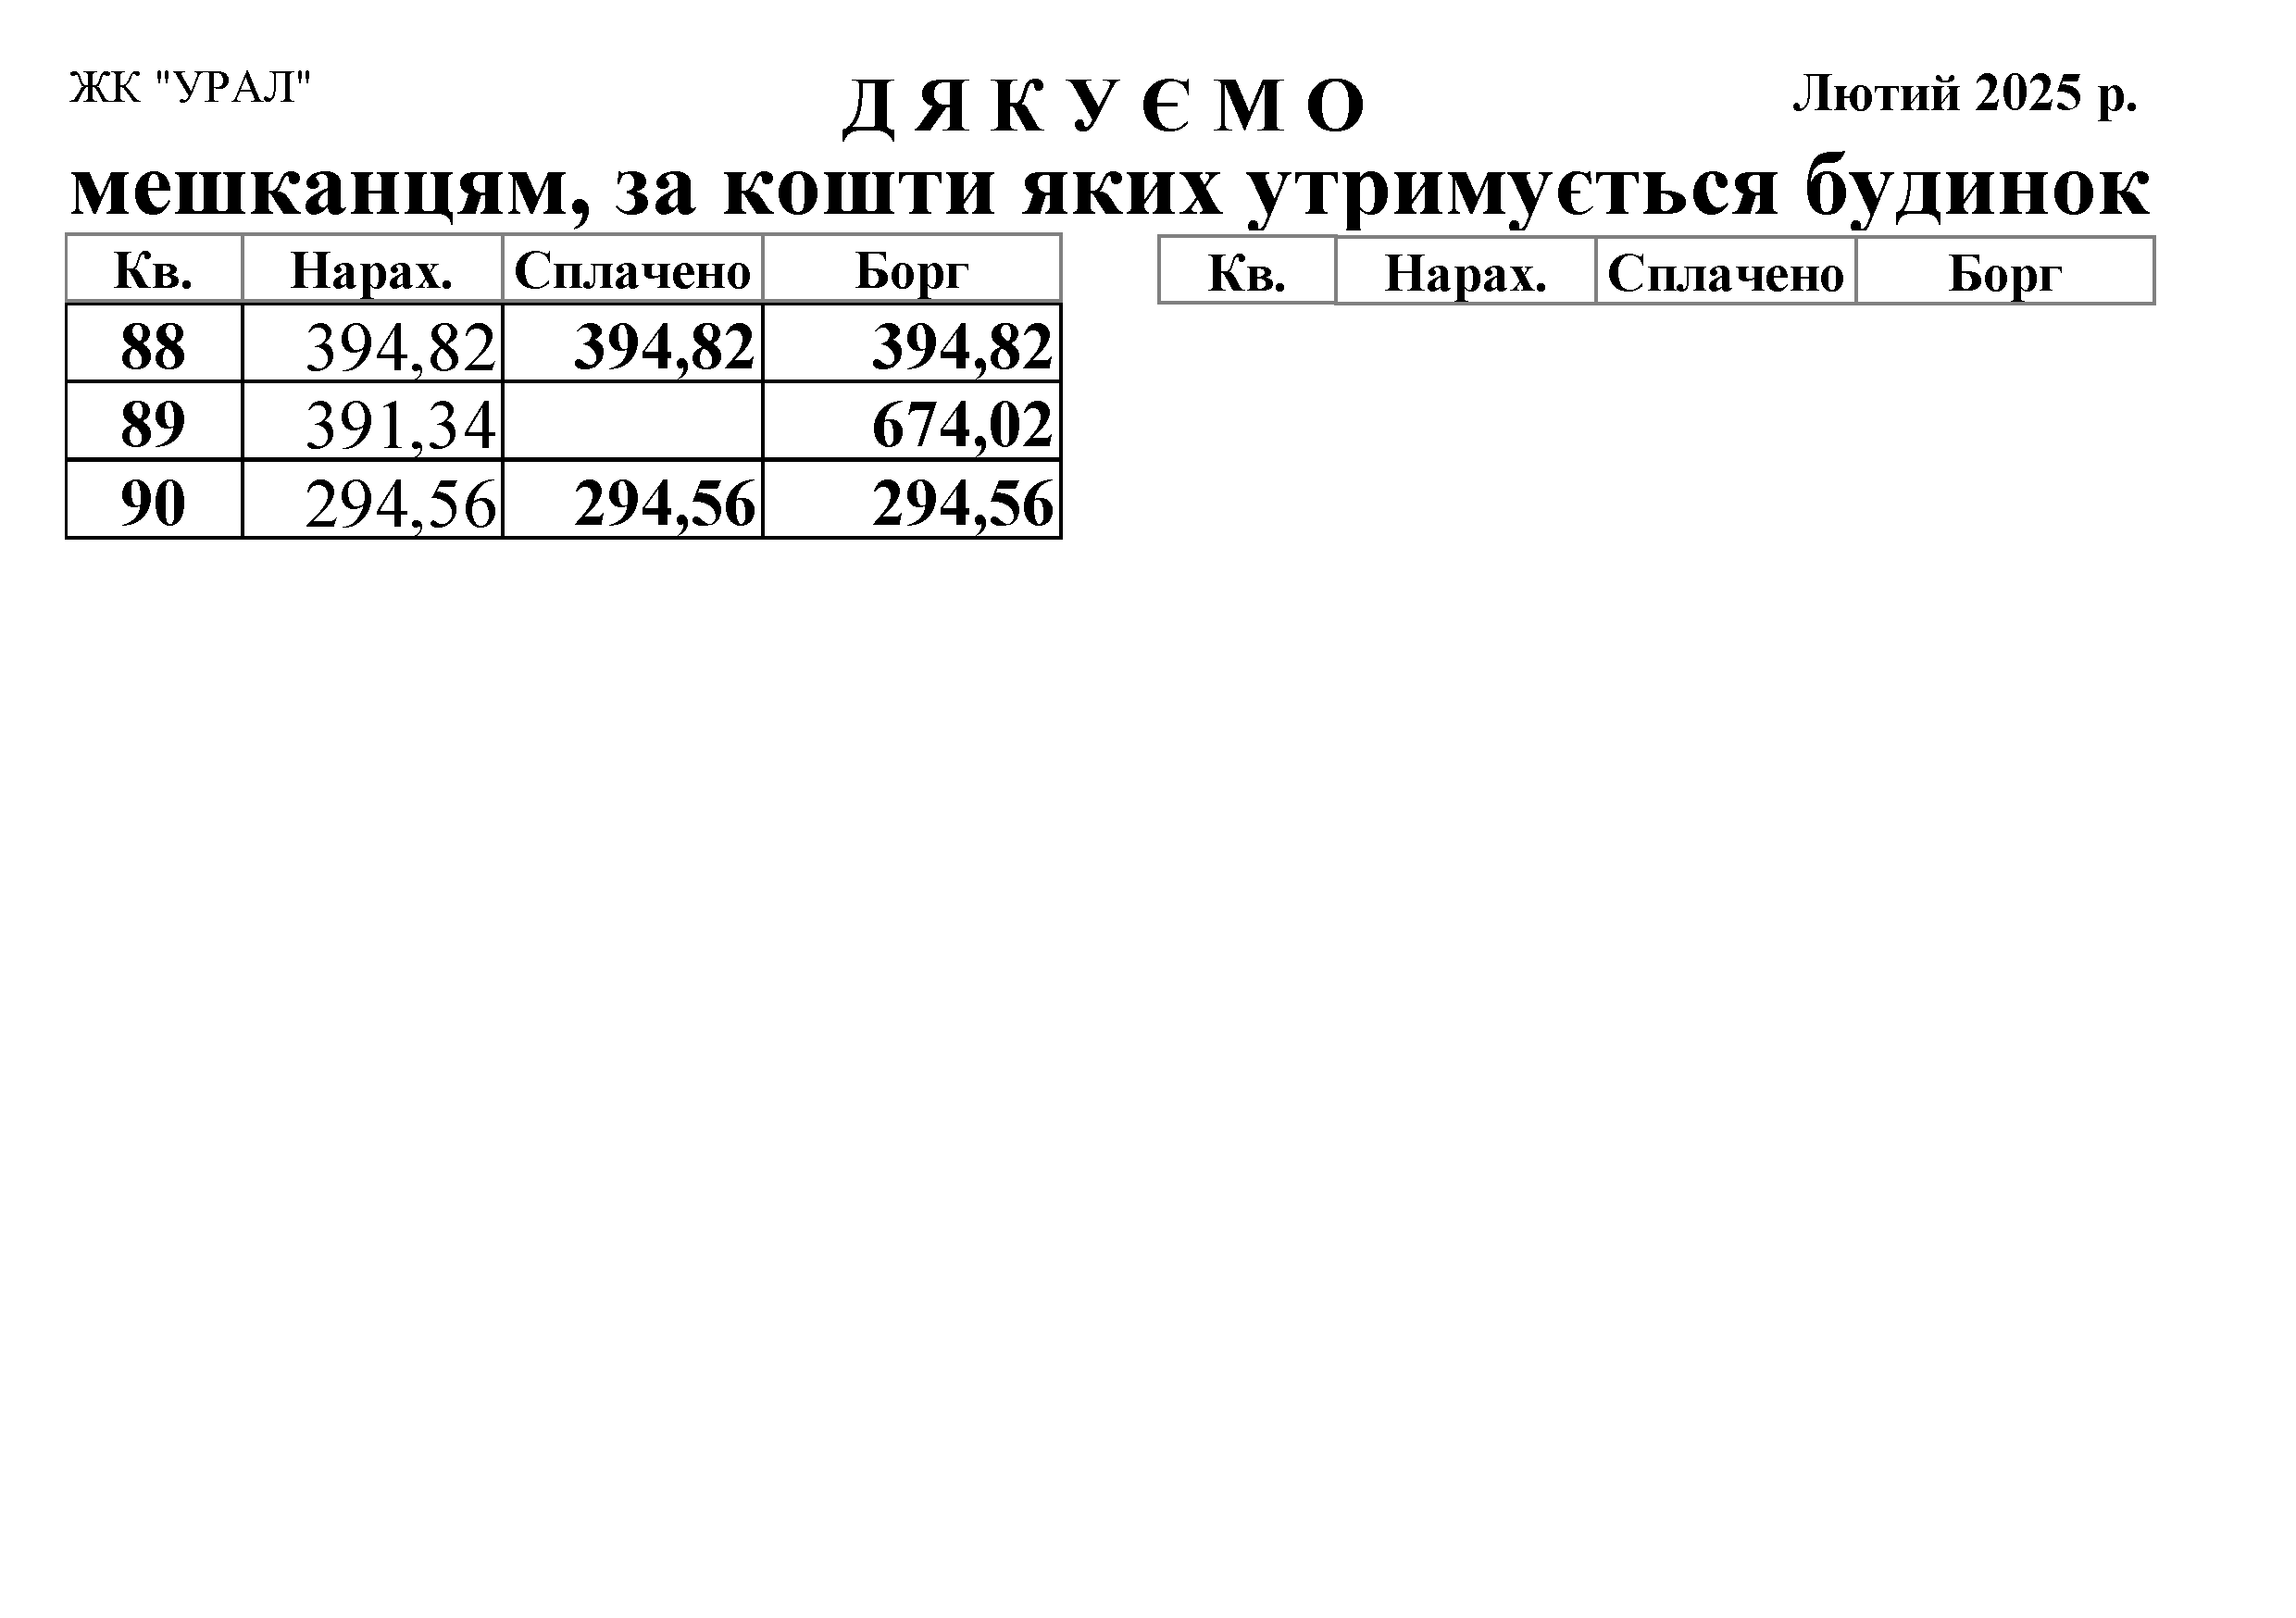 ЖК "УРАЛ"
Д Я К У Є М О
Лютий 2025 р.
мешканцям, за кошти яких утримується будинок
Кв. Нарах. Сплачено Борг Кв. Нарах. Сплачено Борг
88 394,82 394,82 394,82
89 391,34 674,02
90 294,56 294,56 294,56